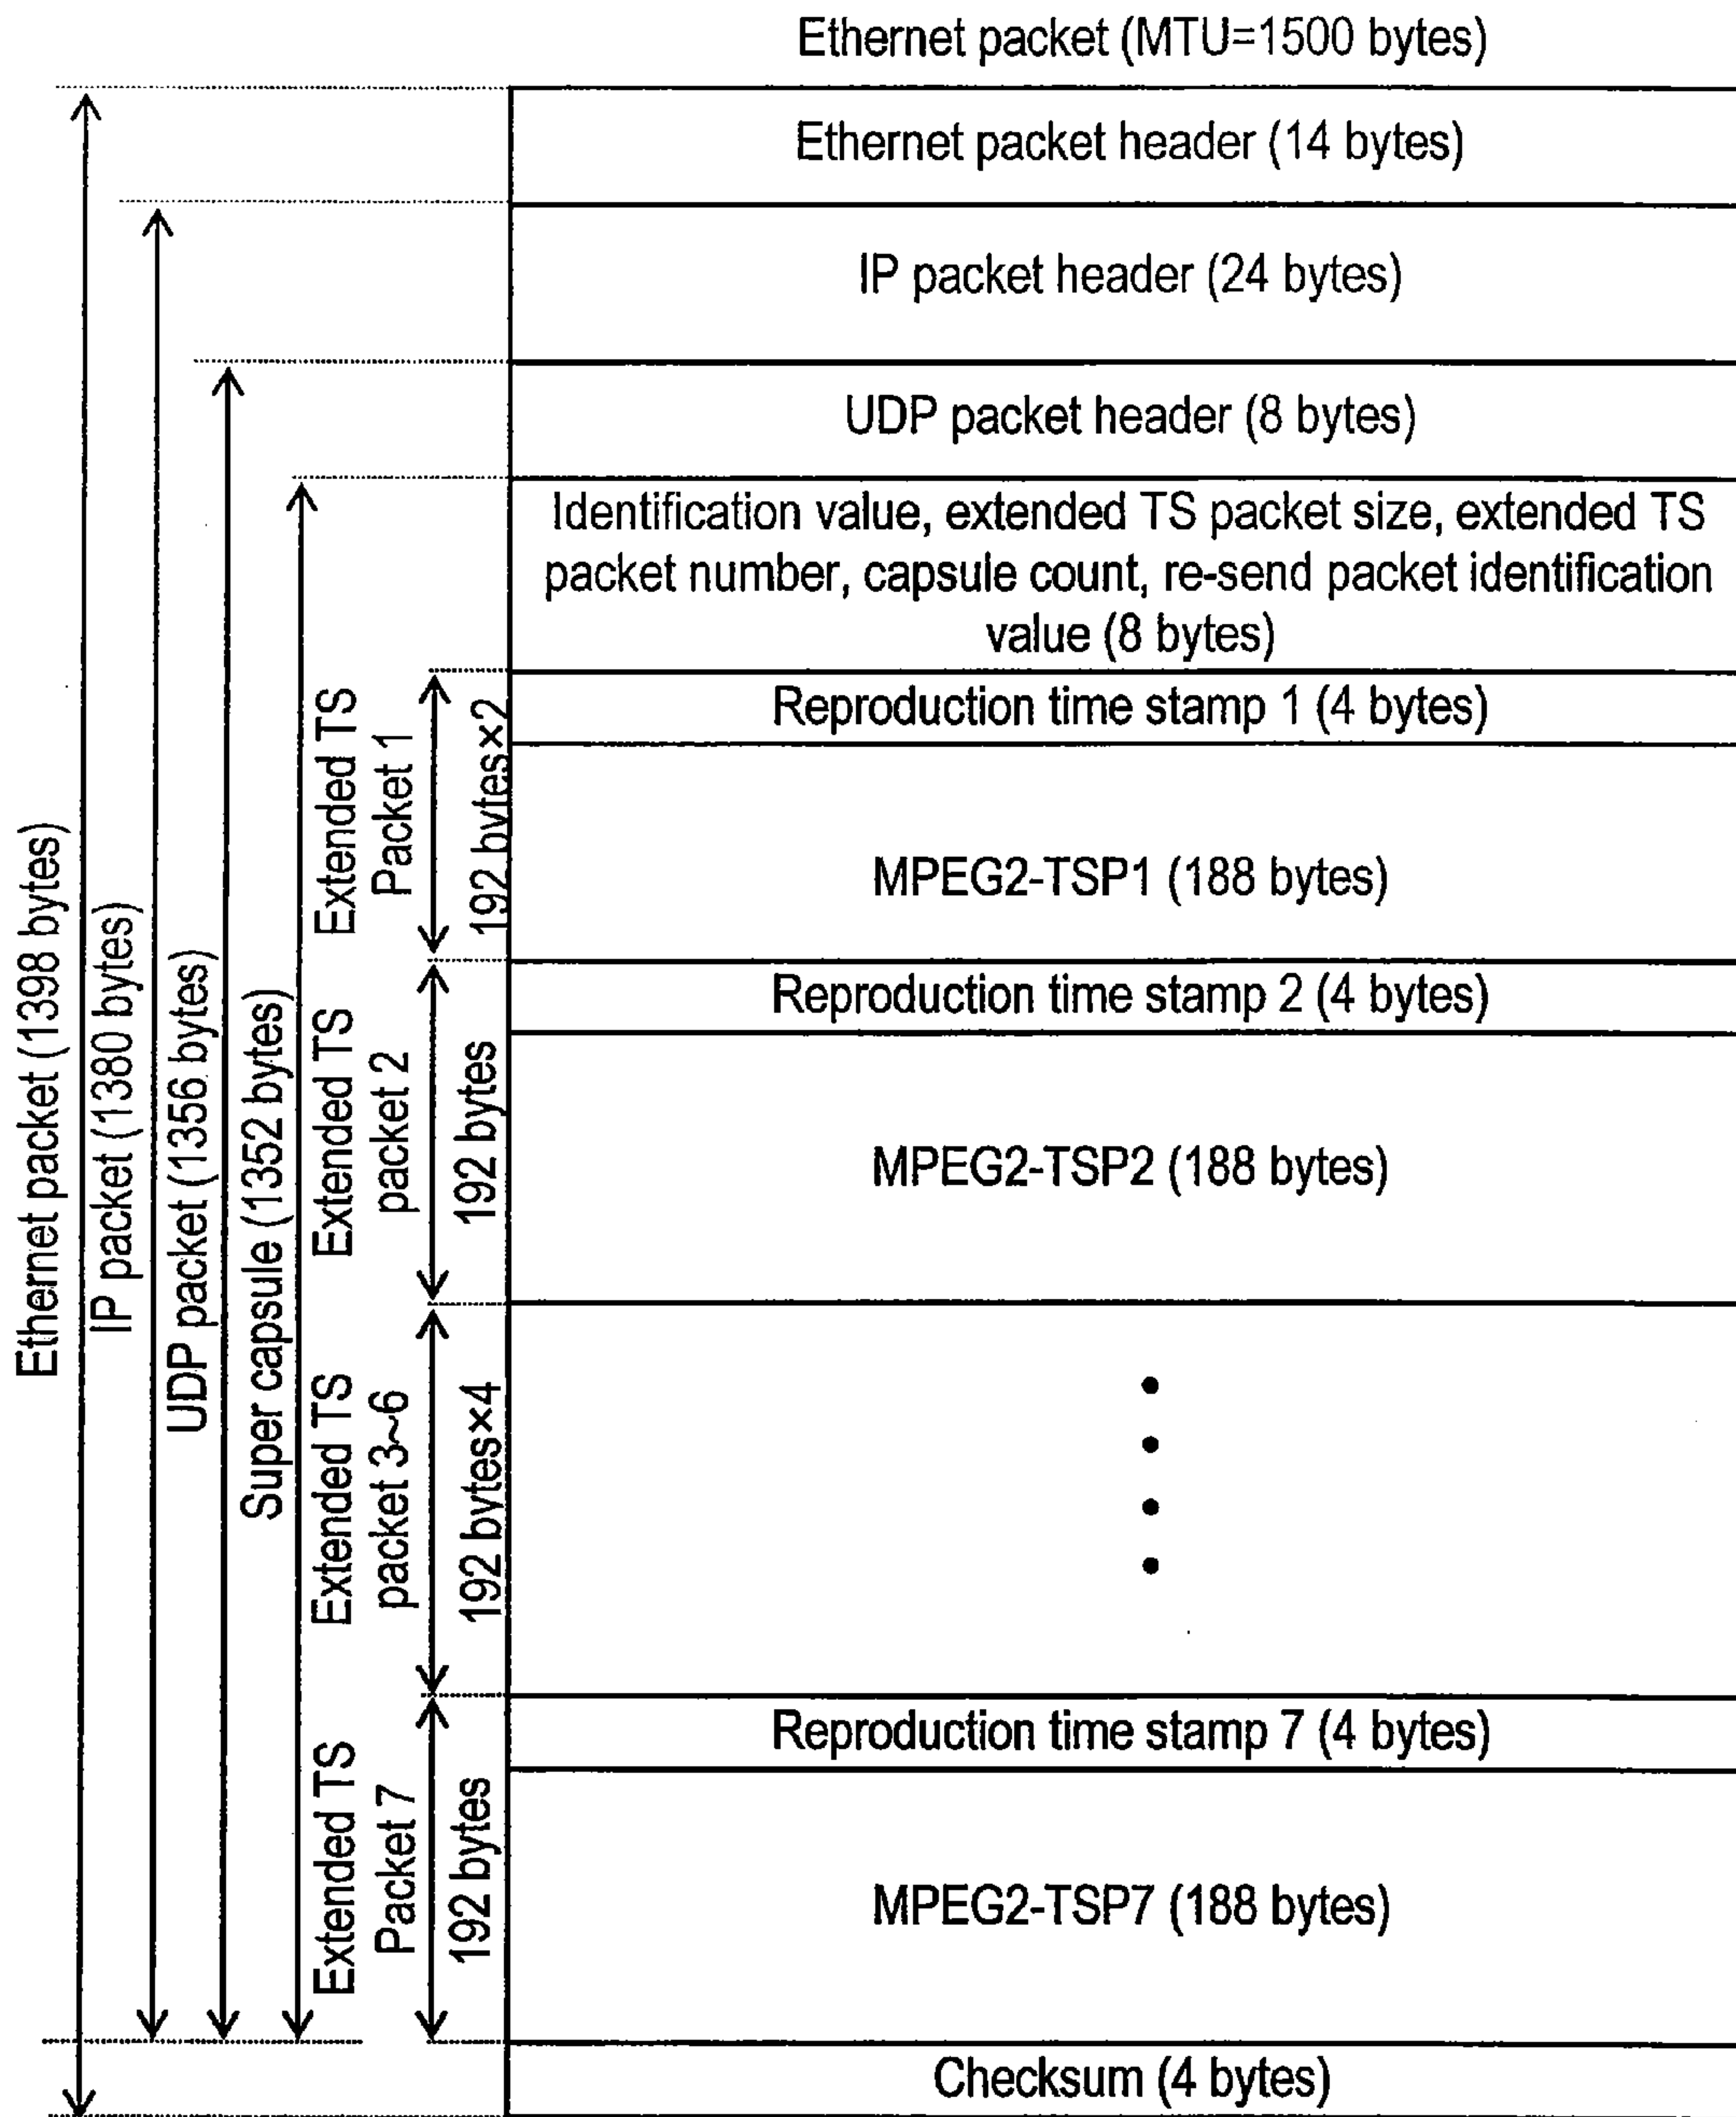 Ethernet packet (MTU=1500 bytes)
Ethernet packet header (14 bytes)
IP packet header (24 bytes)
UDP packet header (8 bytes)
Identification value, extended TS packet size, extended TS
packet number, capsule count, re-send packet identification
value (8 bytes)
Reproduction time stamp 1 (4 bytes)
MPEG2-TSP1 (188 bytes)
Reproduction time stamp 2 (4 bytes)
MPEG2-TSP2 (188 bytes)
Reproduction time stamp 7 (4 bytes)
MPEG2-TSP7 (188 bytes)
Checksum (4 bytes)
Ethernet packet (1398 bytes)
IP packet (1380 bytes)
UDP packet (1356 bytes)
Super capsule (1352 bytes)
Extended TS
Packet 1
192 bytes×2
Extended TS
packet 2
192 bytes
Extended TS
packet 3~6
192 bytes×4
Extended TS
Packet 7
192 bytes